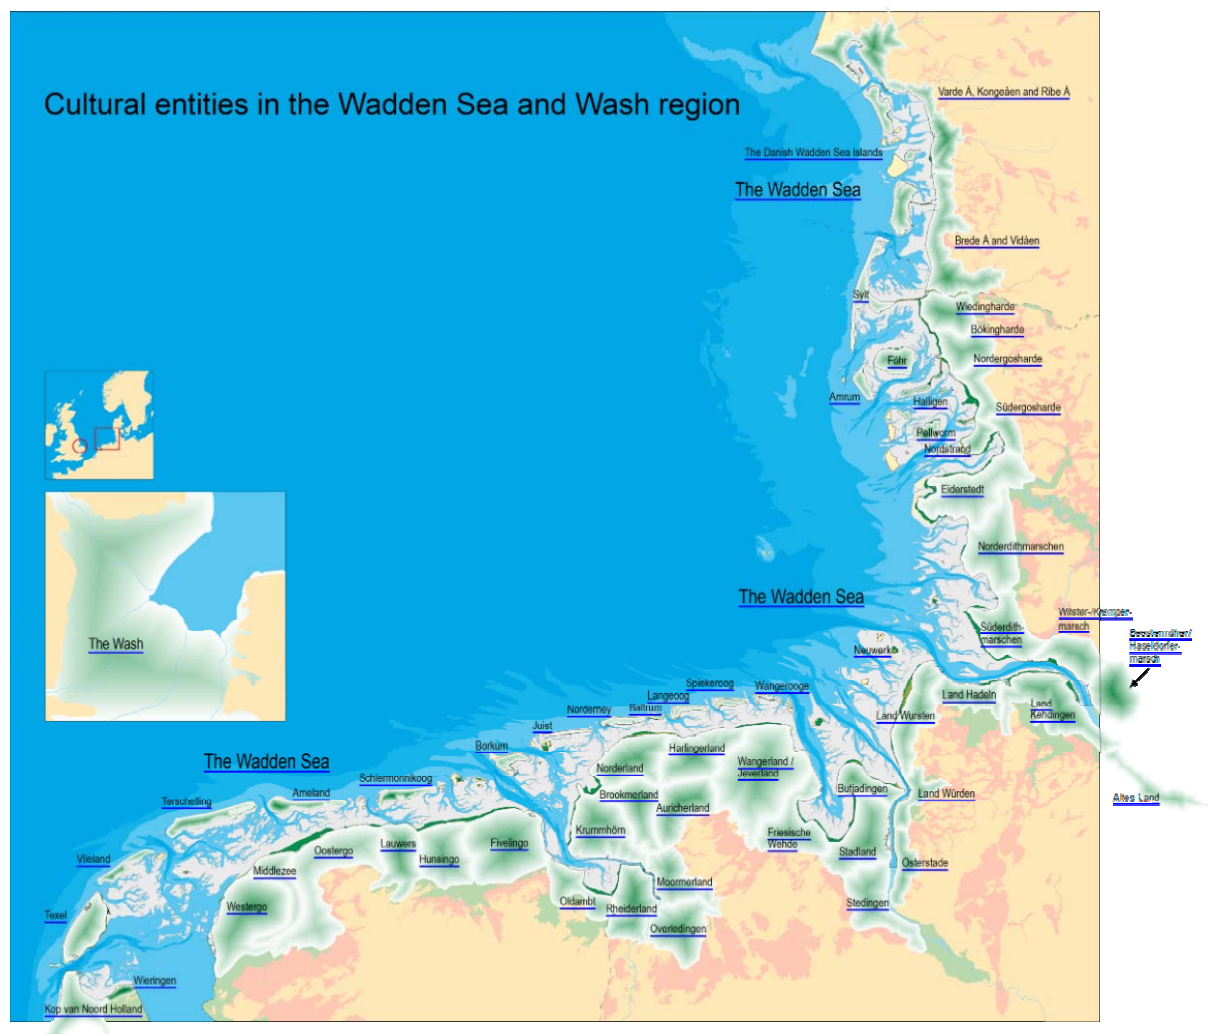 Cultural entities in the Wadden Sea and Wash region
Varde Å, Kongeåen and Ribe Å
The Danish Wadden Sea Islands
The Wadden Sea
Brede Å and Vidåen
Sylt
Wiedingharde
Bökingharde
Föhr
Nordergosharde
Amrum
Halligen
Südergosharde
Pellworm
Nordstrand
Eiderstedt
Norderdithmarschen
The Wadden Sea
Wilster-/Kremper-
marsch
Süderdith-
marschen
Haseldorfer-
marsch
The Wash
Neuwerk
Spiekeroog
Wangerooge
Langeoog
Baltrum
Norderney
Juist
Land Hadeln
Land
Kehdingen
Land Wursten
Borkum
Harlingerland
The Wadden Sea
Norderland
Wangerland /
Jeverland
Schiermonnikoog
Ameland
Brookmerland
Butjadingen
Land Würden
Altes Land
Terschelling
Auricherland
Krummhörn
Friesische
Wehde
Lauwers
Fivelingo
Oostergo
Hunsingo
Stadland
Vlieland
Osterstade
Middlezee
Moormerland
Oldambt
Rheiderland
Stedingen
Westergo
Texel
Overledingen
Wieringen
Kop van Noord Holland